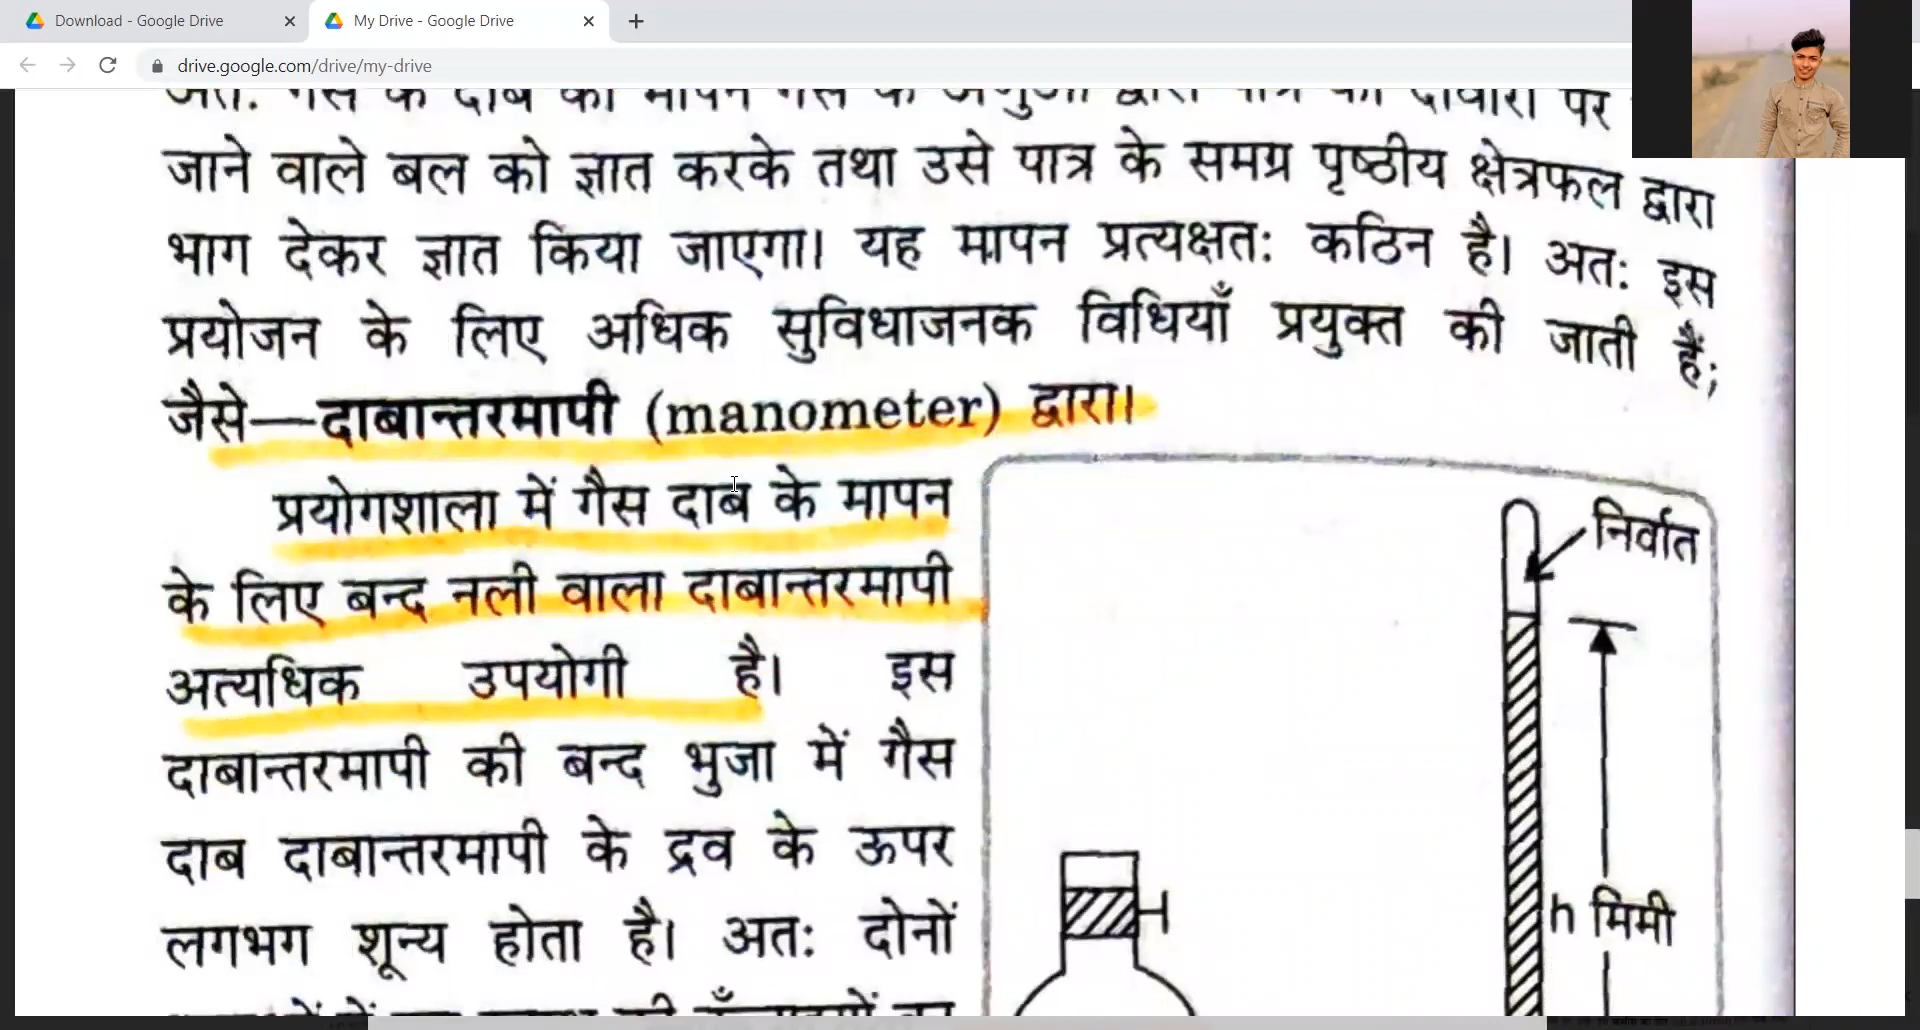 Download - Google Drive
My Drive - Google Drive
drive.google.com/drive/my-drive
जाने वाले बल को ज्ञात करके तथा उसे पात्र के समग्र पृष्ठीय क्षेत्रफल द्वारा
भाग देकर ज्ञात किया जाएगा। यह मापन प्रत्यक्षतः कठिन है। अतः इस
प्रयोजन के लिए अधिक सुविधाजनक विधियाँ प्रयुक्त की जाती हैं;
जैसे—दाबान्तरमापी (manometer) द्वारा।
प्रयोगशाला में गैस दाब के मापन
के लिए बन्द नली वाला दाबान्तरमापी
अत्यधिक उपयोगी है। इस
दाबान्तरमापी की बन्द भुजा में गैस
दाब दाबान्तरमापी के द्रव के ऊपर
लगभग शून्य होता है। अतः दोनों
निर्वात
h मिमी